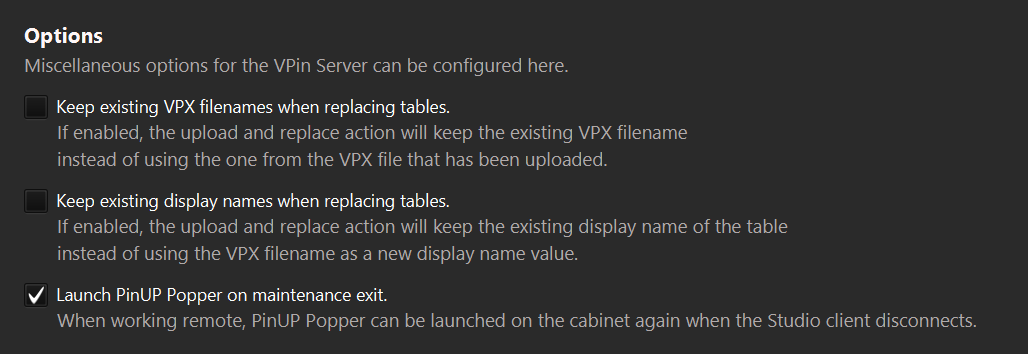 Options
Miscellaneous options for the VPin Server can be configured here.
Keep existing VPX filenames when replacing tables.
If enabled, the upload and replace action will keep the existing VPX filename
instead of using the one from the VPX file that has been uploaded.
Keep existing display names when replacing tables.
If enabled, the upload and replace action will keep the existing display name of the table
instead of using the VPX filename as a new display name value.
Launch PinUP Popper on maintenance exit.
When working remote, PinUP Popper can be launched on the cabinet again when the Studio client disconnects.